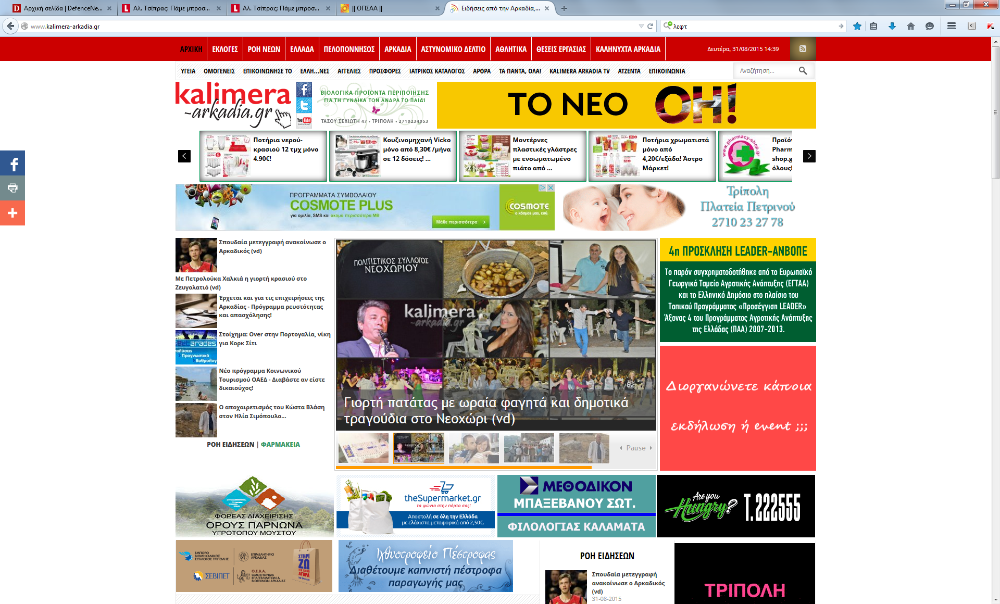 Αρχική σελίδα | DefenceNe...
Αλ. Τσίπρας: Πάμε μπροσ...
Αλ. Τσίπρας: Πάμε μπροσ...
|| ΟΠΣΑΑ ||
Ειδήσεις από την Αρκαδία,...
www.kalimera-arkadia.gr
λεφτ
ΑΡΧΙΚΗ
ΕΚΛΟΓΕΣ
ΡΟΗ ΝΕΩΝ
ΕΛΛΑΔΑ
ΠΕΛΟΠΟΝΝΗΣΟΣ
ΑΡΚΑΔΙΑ
ΑΣΤΥΝΟΜΙΚΟ ΔΕΛΤΙΟ
ΑΘΛΗΤΙΚΑ
ΘΕΣΕΙΣ ΕΡΓΑΣΙΑΣ
ΚΑΛΗΝΥΧΤΑ ΑΡΚΑΔΙΑ
Δευτέρα, 31/08/2015 14:39
ΥΓΕΙΑ
ΟΜΟΓΕΝΕΙΣ
ΕΠΙΚΟΙΝΩΝΗΣΕ ΤΟ
ΕΛΛΗ...ΝΕΣ
ΑΓΓΕΛΙΕΣ
ΠΡΟΣΦΟΡΕΣ
ΙΑΤΡΙΚΟΣ ΚΑΤΑΛΟΓΟΣ
ΑΡΘΡΑ
ΤΑ ΠΑΝΤΑ, ΟΛΑ!
KALIMERA ARKADIA TV
ΑΤΖΕΝΤΑ
ΕΠΙΚΟΙΝΩΝΙΑ
Αναζήτηση...
kalimera
-arkadia.gr
You Tube
ΒΙΟΛΟΓΙΚΑ ΠΡΟΪΟΝΤΑ ΠΕΡΙΠΟΙΗΣΗΣ
ΓΙΑ ΤΗ ΓΥΝΑΙΚΑ ΤΟΝ ΑΝΔΡΑ ΤΟ ΠΑΙΔΙ
ΤΑΣΟΥ ΣΕΧΙΩΤΗ 47 • ΤΡΙΠΟΛΗ • 2710234053
ΤΟ ΝΕΟ OH!
Ποτήρια νερού-
κρασιού 12 τμχ μόνο
4.90€!
Κουζινομηχανή Vicko
μόνο από 8,30€ /μήνα
σε 12 δόσεις! ...
Μοντέρνες
πλαστικές γλάστρες
με ενσωματωμένο
πιάτο από ...
Ποτήρια χρωματιστά
μόνο από
4,20€/εξάδα! Άστρο
Μάρκετ!
www.pharmacy-shop.gr
Προϊόν
Pharm
shop.g
όλους!
ΠΡΟΓΡΑΜΜΑΤΑ ΣΥΜΒΟΛΑΙΟΥ
COSMOTE PLUS
για ομιλία, SMS και ακόμα περισσότερα MB
Μάθε περισσότερα
COSMOTE
ο κόσμος μας, εσύ.
Τρίπολη
Πλατεία Πετρινού
2710 23 27 78
Σπουδαία μετεγγραφή ανακοίνωσε ο
Αρκαδικός (vd)
Με Πετρολούκα Χαλκιά η γιορτή κρασιού στο
Ζευγολατιό (vd)
Έρχεται και για τις επιχειρήσεις της
Αρκαδίας - Πρόγραμμα ρευστότητας
και απασχόλησης!
Στοίχημα: Over στην Πορτογαλία, νίκη
για Κορκ Σίτι
Betarades
Προγνωστικά
Νέο πρόγραμμα Κοινωνικού
Τουρισμού ΟΑΕΔ - Διαβάστε αν είστε
δικαιούχος!
Ο αποχαιρετισμός του Κώστα Βλάση
στον Ηλία Σιμόπουλο...
ΡΟΗ ΕΙΔΗΣΕΩΝ | ΦΑΡΜΑΚΕΙΑ
ΠΟΛΙΤΙΣΤΙΚΟΣ ΣΥΛΛΟΓΟΣ
ΝΕΟΧΩΡΙΟΥ
kalimera
-arkadia.gr
Γιορτή πατάτας με ωραία φαγητά και δημοτικά
τραγούδια στο Νεοχώρι (vd)
Pause
4η ΠΡΟΣΚΛΗΣΗ LEADER-ΑΝΒΟΠΕ
Το παρόν συγχρηματοδοτήθηκε από το Ευρωπαϊκό
Γεωργικό Ταμείο Αγροτικής Ανάπτυξης (ΕΓΤΑΑ)
και το Ελληνικό Δημόσιο στο πλαίσιο του
Τοπικού Προγράμματος «Προσέγγιση LEADER»
Άξονας 4 του Προγράμματος Αγροτικής Ανάπτυξης
της Ελλάδας (ΠΑΑ) 2007-2013.
Διοργανώνετε κάποια
εκδήλωση ή event ;;;
ΦΟΡΕΑΣ ΔΙΑΧΕΙΡΙΣΗΣ
ΟΡΟΥΣ ΠΑΡΝΩΝΑ
ΥΓΡΟΤΟΠΟΥ ΜΟΥΣΤΟΥ
theSupermarket.gr
τα ψώνια στην πόρτα σας!
Αποστολή σε όλη την Ελλάδα
με ελάχιστα μεταφορικά από 2,50€.
ΜΕΘΟΔΙΚΟΝ
ΜΠΑΞΕΒΑΝΟΥ ΣΩΤ.
ΦΙΛΟΛΟΓΙΑΣ ΚΑΛΑΜΑΤΑ
Are you
Hungry?
Τ.222555
ΕΜΠΟΡΟ
ΒΙΟΜΗΧΑΝΙΚΟΣ
ΣΥΛΛΟΓΟΣ ΤΡΙΠΟΛΗΣ
ΕΠΙΜΕΛΗΤΗΡΙΟ
ΑΡΚΑΔΙΑΣ
ΣΕΒΙΠΕΤ
Ο.Ε.Β.Α.
ΟΜΟΣΠΟΝΔΙΑ
ΕΠΑΓΓΕΛΜΑΤΙΩΝ &
ΒΙΟΤΕΧΝΩΝ ΑΡΚΑΔΙΑΣ
ΣΤΗΡΙ
ΖΩ
ΤΗΝ ΤΟΠΙΚΗ
ΑΓΟΡΑ
Ιχθυοτροφείο Πέστροφας
Διαθέτουμε καπνιστή πέστροφα
παραγωγής μας
ΡΟΗ ΕΙΔΗΣΕΩΝ
Σπουδαία μετεγγραφή
ανακοίνωσε ο Αρκαδικός
(vd)
31-08-2015
ΤΡΙΠΟΛΗ